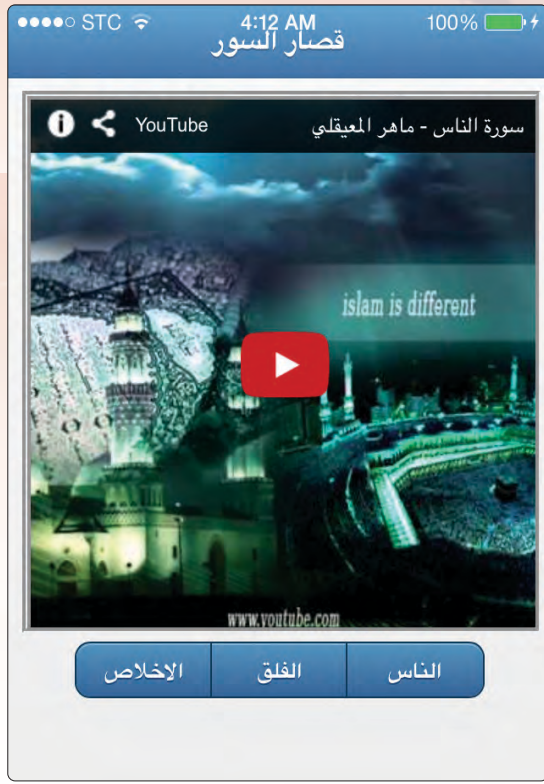 ●●●●○ STC 4:12 AM 100%
قصار السور
YouTube سورة الناس - ماهر المعيقلي
islam is different
www.youtube.com
الناس الفلق الاخلاص